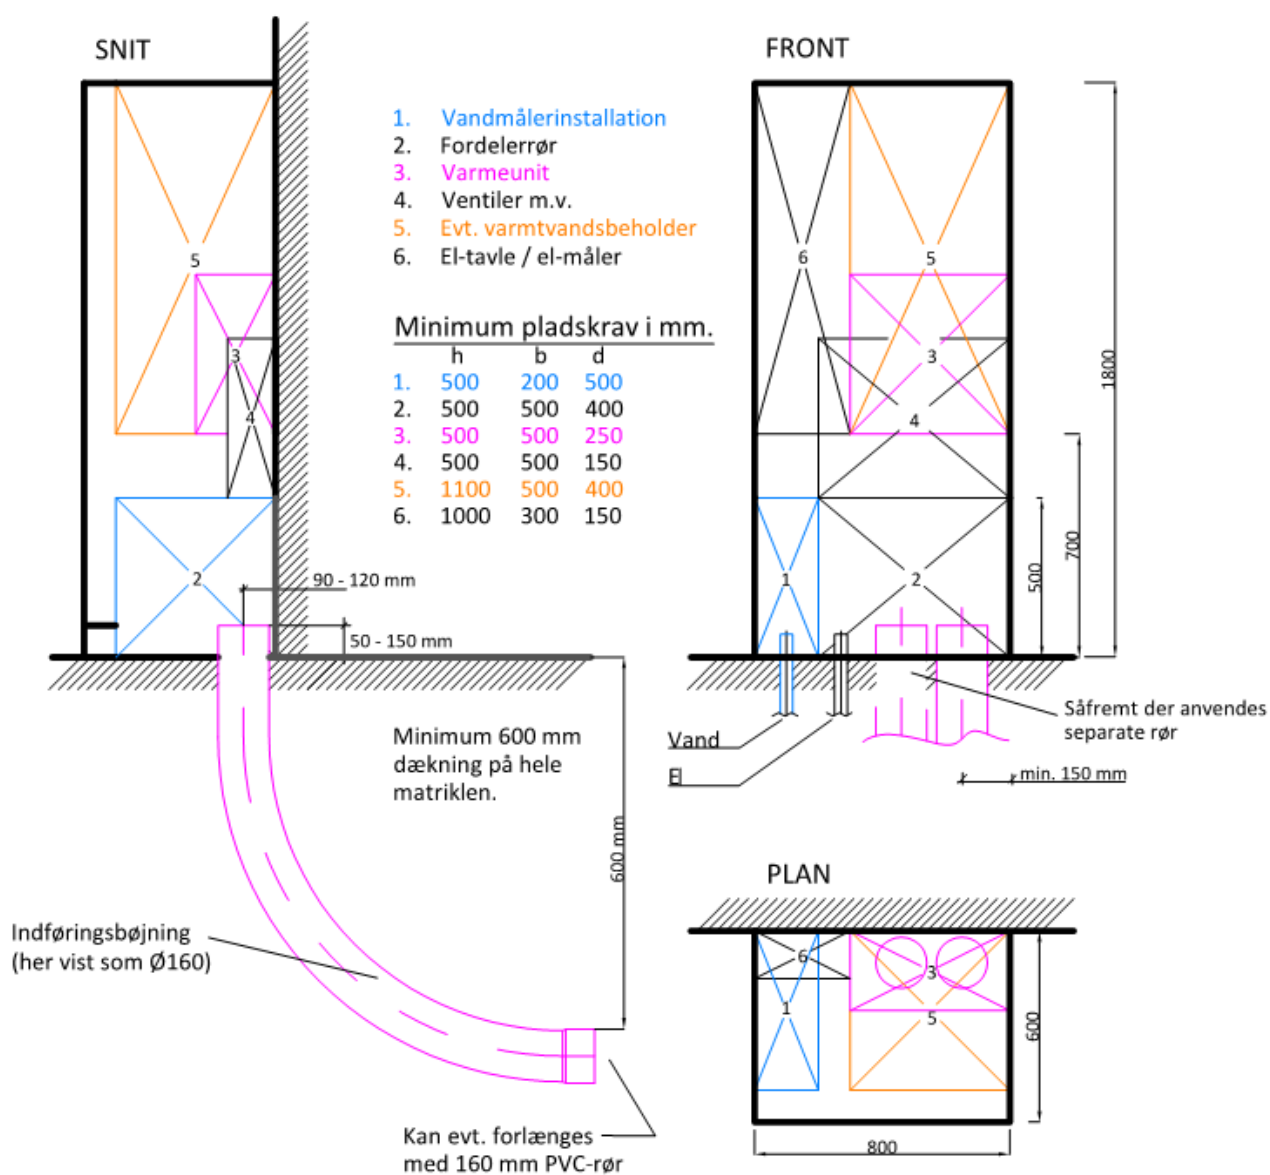 SNIT
FRONT
1. Vandmålerinstallation
2. Fordelerrør
3. Varmeunit
4. Ventiler m.v.
5. Evt. varmtvandsbeholder
6. El-tavle / el-måler
Minimum pladskrav i mm.
h b d
1. 500 200 500
2. 500 500 400
3. 500 500 250
4. 500 500 150
5. 1100 500 400
6. 1000 300 150
5
3
4
2
90 - 120 mm
50 - 150 mm
Minimum 600 mm
dækning på hele
matriklen.
600 mm
Indføringsbøjning
(her vist som Ø160)
Kan evt. forlænges
med 160 mm PVC-rør
6
5
3
4
1
2
1800
700
500
Vand
El
Såfremt der anvendes
separate rør
min. 150 mm
PLAN
6
3
1
5
600
800